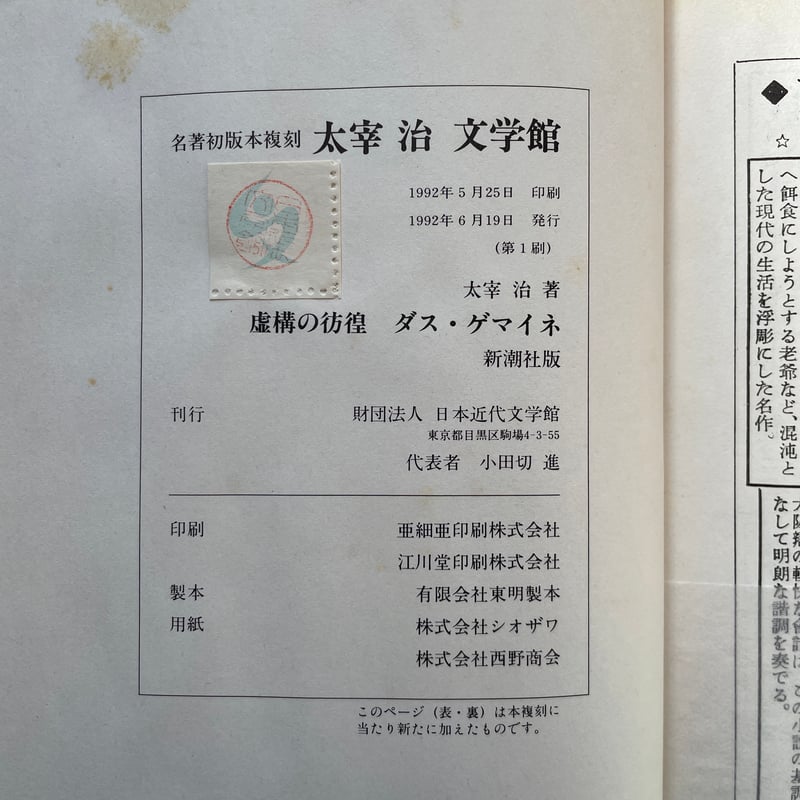 名著初版本複刻 太宰 治 文学館
1992年5月25日 印刷
1992年6月19日 発行
(第1刷)
太宰 治 著
虚構の彷徨 ダス・ゲマイネ
新潮社版
刊行 財団法人 日本近代文学館
東京都目黒区駒場4-3-55
代表者 小田切 進
印刷 亜細亜印刷株式会社
江川堂印刷株式会社
製本 有限会社東明製本
用紙 株式会社シオザワ
株式会社西野商会
このページ(表・裏)は本複刻に
当たり新たに加えたものです。
へ餌食にしようとする老爺など、混沌と
した現代の生活を浮彫にした名作。
なして明朗な諧調を奏でる。